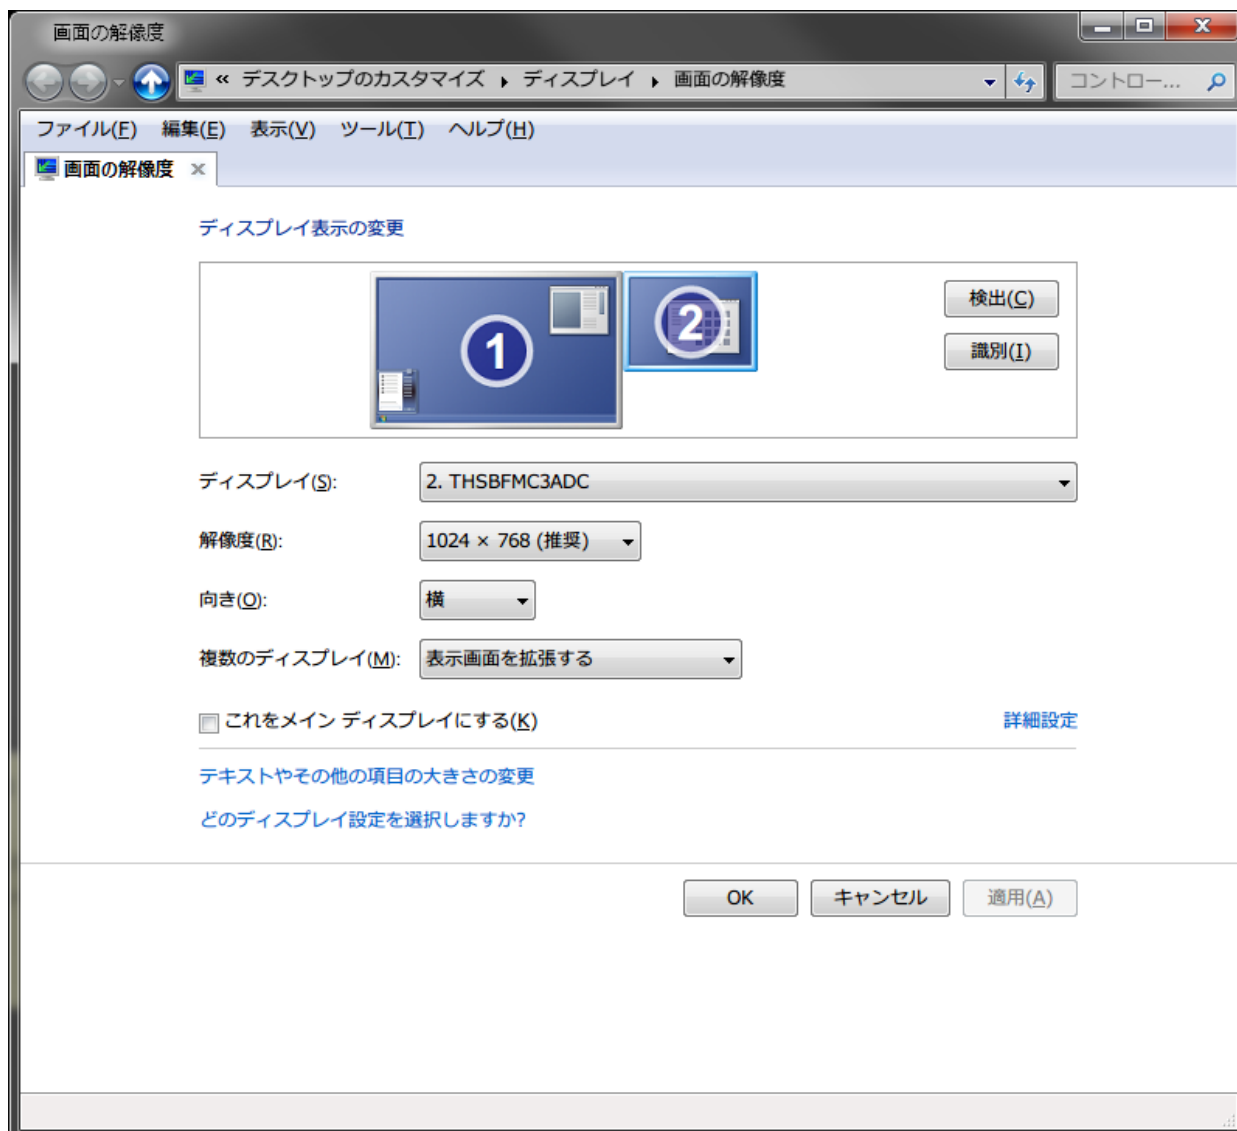 画面の解像度
« デスクトップのカスタマイズ ▸ ディスプレイ ▸ 画面の解像度 コントロー...
ファイル(F) 編集(E) 表示(V) ツール(T) ヘルプ(H)
画面の解像度
ディスプレイ表示の変更
1 2
検出(C)
識別(I)
ディスプレイ(S): 2. THSBFMC3ADC
解像度(R): 1024 × 768 (推奨)
向き(O): 横
複数のディスプレイ(M): 表示画面を拡張する
これをメイン ディスプレイにする(K) 詳細設定
テキストやその他の項目の大きさの変更
どのディスプレイ設定を選択しますか?
OK キャンセル 適用(A)